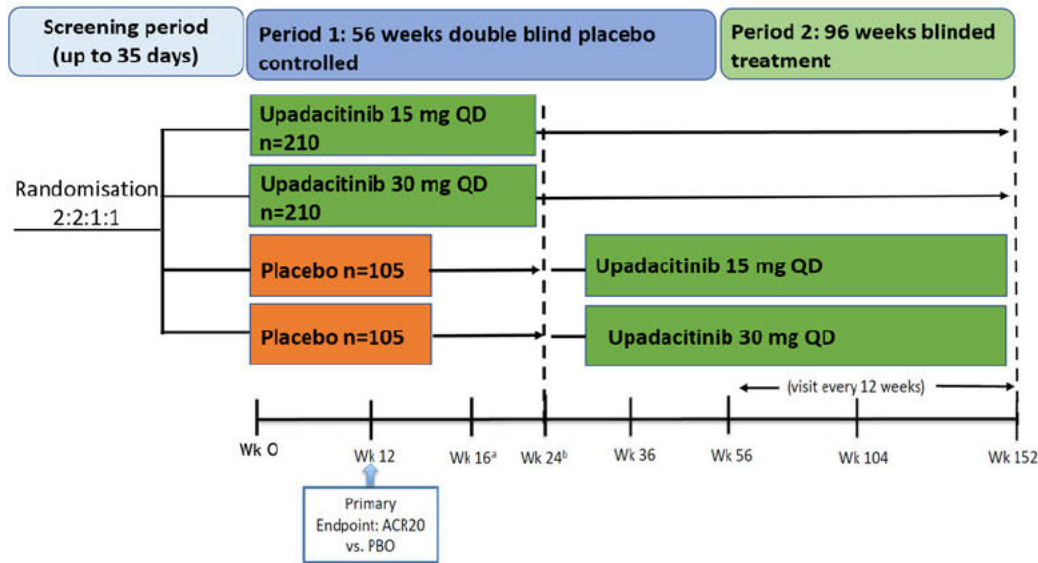 Screening period
(up to 35 days)
Period 1: 56 weeks double blind placebo
controlled
Period 2: 96 weeks blinded
treatment
Randomisation
2:2:1:1
Upadacitinib 15 mg QD
n=210
Upadacitinib 30 mg QD
n=210
Placebo n=105
Upadacitinib 15 mg QD
Placebo n=105
Upadacitinib 30 mg QD
(visit every 12 weeks)
Wk 0
Wk 12
Wk 16ᵃ
Wk 24ᵇ
Wk 36
Wk 56
Wk 104
Wk 152
Primary
Endpoint: ACR20
vs. PBO